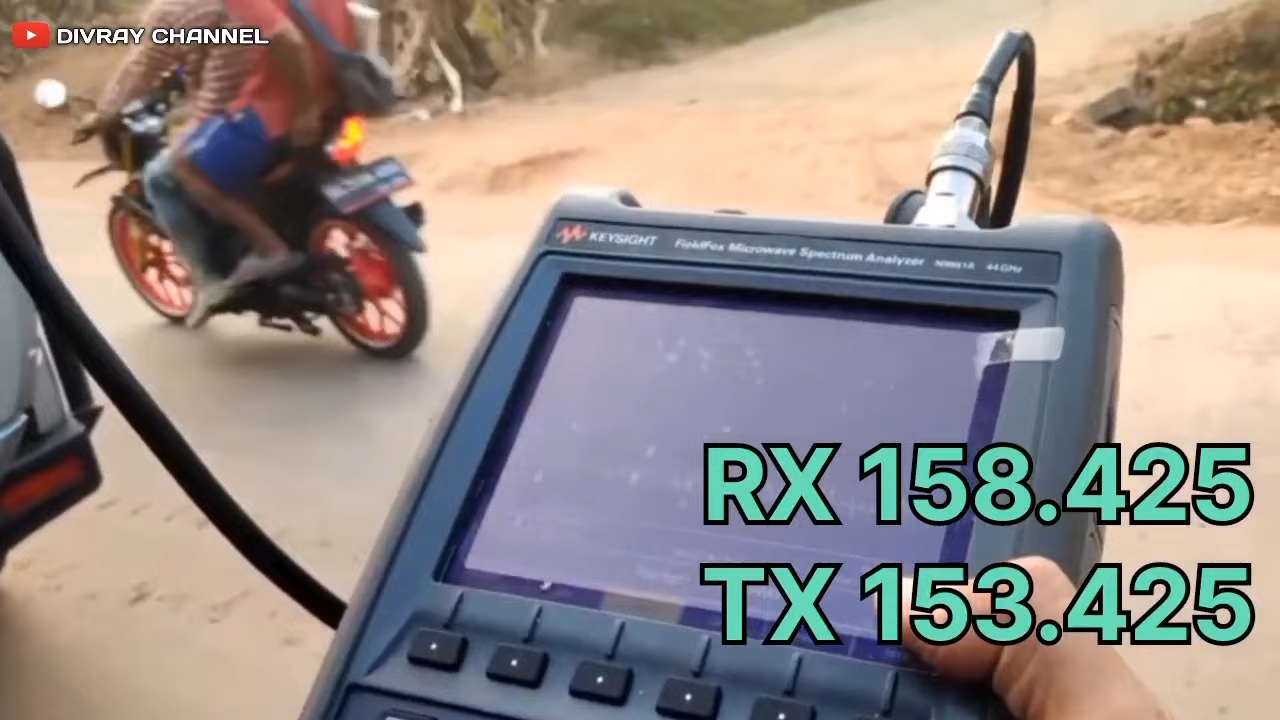 DIVRAY CHANNEL
KEYSIGHT FieldFox Microwave Spectrum Analyzer 44 GHz
RX 158.425
TX 153.425